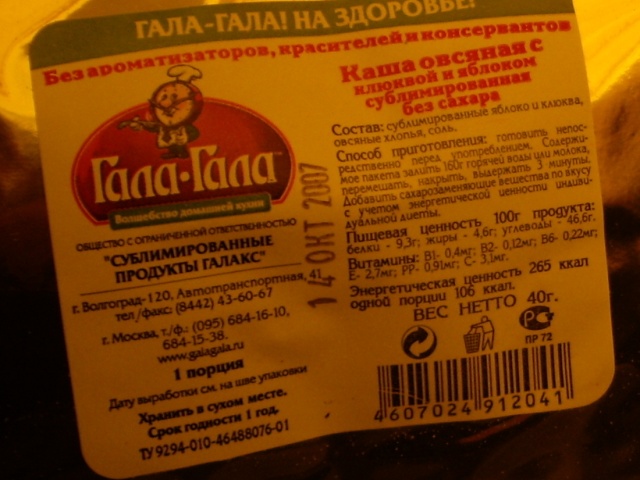 ГАЛА-ГАЛА! НА ЗДОРОВЬЕ!
Без ароматизаторов, красителей и консервантов
Гала-Гала
Волшебство домашней кухни
ОБЩЕСТВО С ОГРАНИЧЕННОЙ ОТВЕТСТВЕННОСТЬЮ
"СУБЛИМИРОВАННЫЕ
ПРОДУКТЫ ГАЛАКС"
г. Волгоград-120, Автотранспортная, 41
тел/факс: (8442) 43-60-67
г. Москва, т./ф.: (095) 684-16-10,
684-15-38.
www.galagala.ru
1 порция
Дату выработки см. на шве упаковки
Хранить в сухом месте.
Срок годности 1 год.
ТУ 9294-010-46488076-01
14 ОКТ 2007
Каша овсяная с
клюквой и яблоком
сублимированная
без сахара
Состав: сублимированные яблоко и клюква,
овсяные хлопья, соль.
Способ приготовления: готовить непос-
редственно перед употреблением. Содержи-
мое пакета залить 150г горячей воды или молока,
перемешать, накрыть, выдержать 3 минуты.
Добавить сахарозаменяющие вещества по вкусу
с учетом энергетической ценности индиви-
дуальной диеты.
Пищевая ценность 100г продукта:
белки - 9,3г; жиры - 4,6г; углеводы - 46,6г.
Витамины: B1- 0,4мг; B2- 0,12мг; B6- 0,22мг;
E- 2,7мг; PP- 0,91мг; C- 3,1мг.
Энергетическая ценность 265 ккал
одной порции 106 ккал.
ВЕС НЕТТО 40г.
ПР 72
4607024 912041